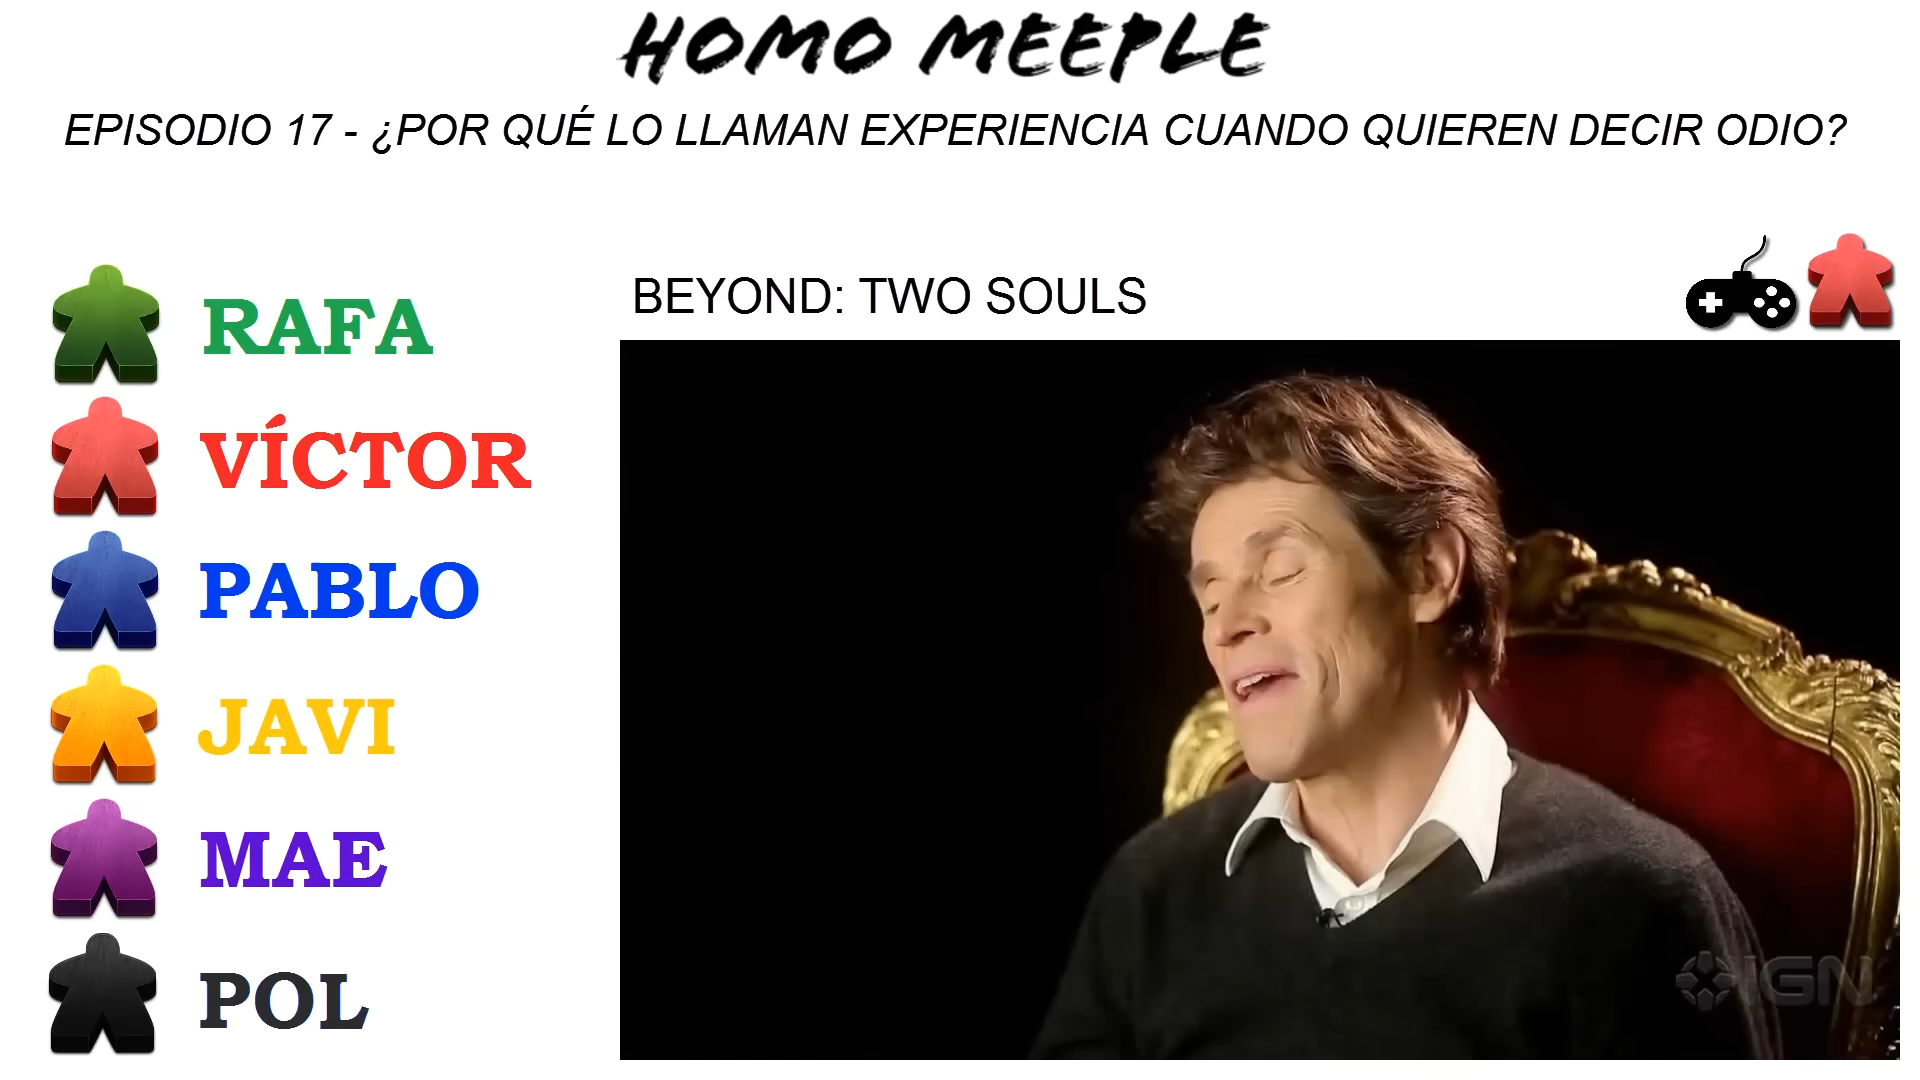 HOMO MEEPLE
EPISODIO 17 - ¿POR QUÉ LO LLAMAN EXPERIENCIA CUANDO QUIEREN DECIR ODIO?
BEYOND: TWO SOULS
RAFA
VÍCTOR
PABLO
JAVI
MAE
POL
IGN